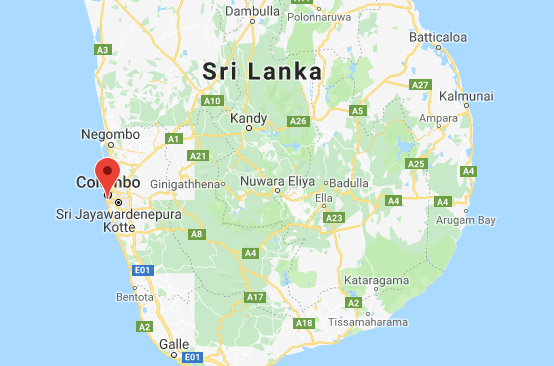 Dambulla
Polonnaruwa
Batticaloa
A3
Sri Lanka
A27
Kalmunai
A10
A5
Kandy
A26
Ampara
Negombo
A1
A21
A25
A4
Colombo
Ginigathhena
Nuwara Eliya
Badulla
Ella
A4
A4
Sri Jayawardenepura
Kotte
A23
Arugam Bay
A8
A4
E01
Kataragama
Bentota
A17
A2
A2
A18
Tissamaharama
Galle
E01